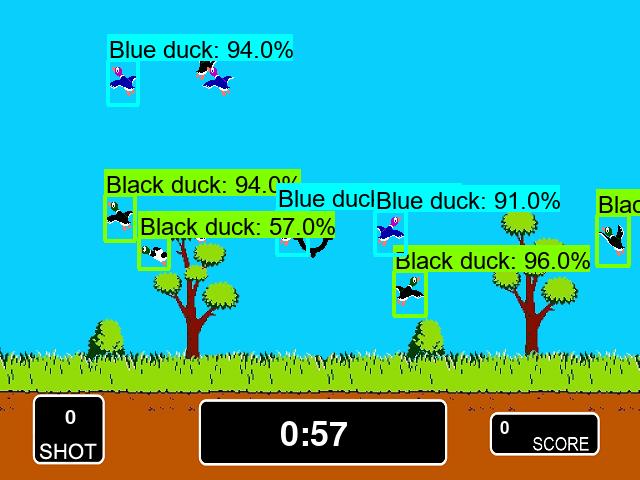 Blue duck: 94.0%
Black duck: 94.0%
Blue duck: 91.0%
Black duck: 57.0%
Black duck: 96.0%
0
SHOT
0:57
0
SCORE